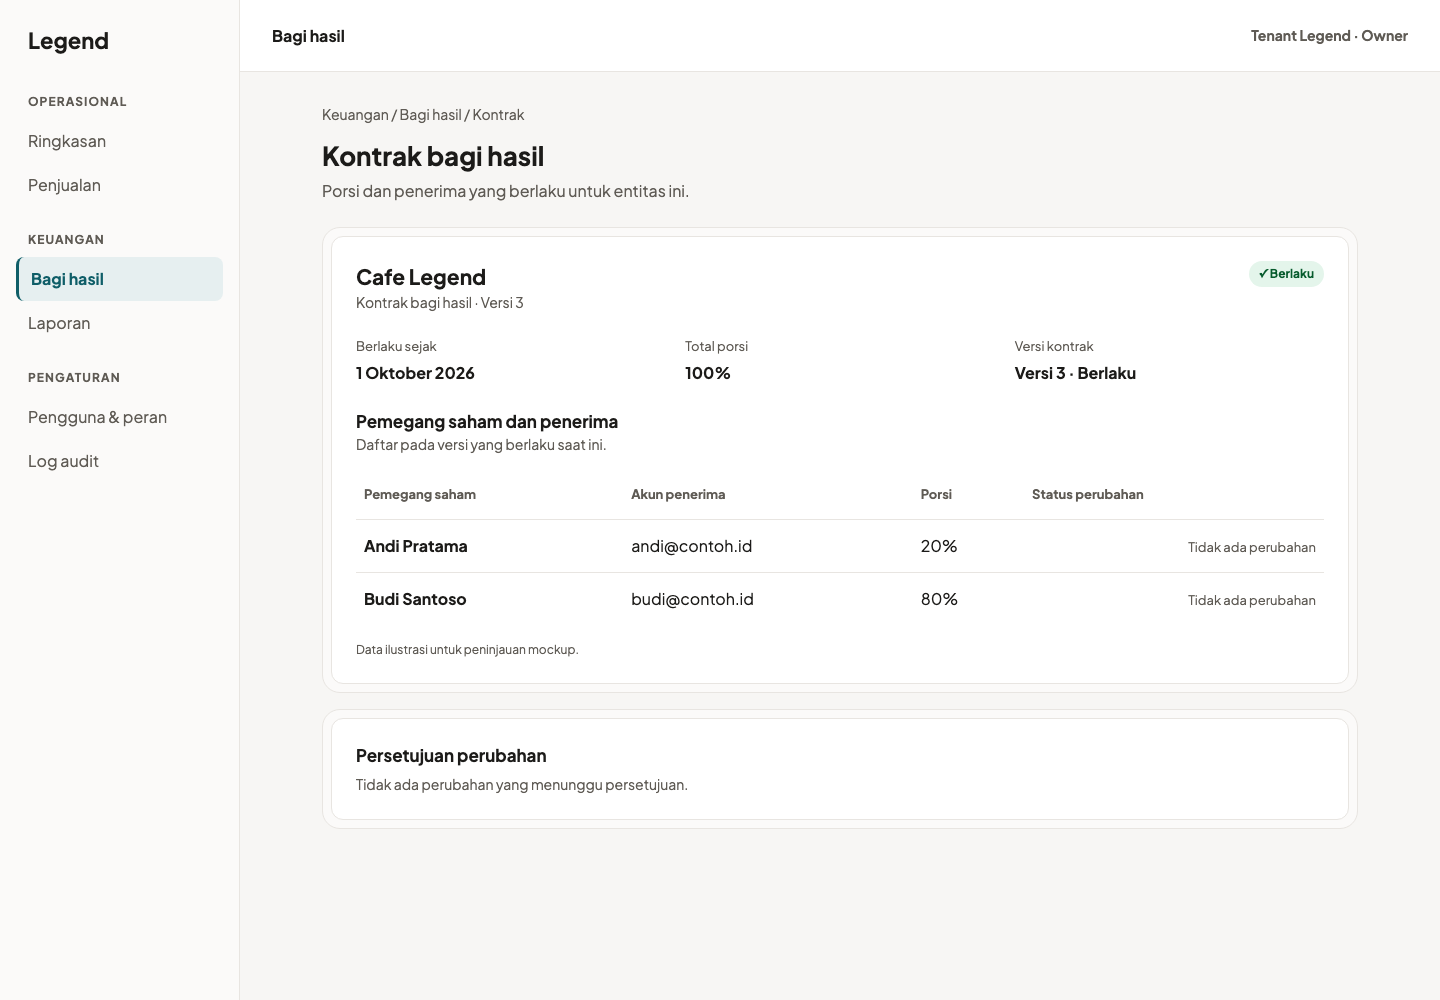 Legend
OPERASIONAL
Ringkasan
Penjualan
KEUANGAN
Bagi hasil
Laporan
PENGATURAN
Pengguna & peran
Log audit
Bagi hasil
Tenant Legend · Owner
Keuangan / Bagi hasil / Kontrak
Kontrak bagi hasil
Porsi dan penerima yang berlaku untuk entitas ini.
Cafe Legend
✓ Berlaku
Kontrak bagi hasil · Versi 3
Berlaku sejak
1 Oktober 2026
Total porsi
100%
Versi kontrak
Versi 3 · Berlaku
Pemegang saham dan penerima
Daftar pada versi yang berlaku saat ini.
Pemegang saham Akun penerima Porsi Status perubahan
Andi Pratama andi@contoh.id 20% Tidak ada perubahan
Budi Santoso budi@contoh.id 80% Tidak ada perubahan
Data ilustrasi untuk peninjauan mockup.
Persetujuan perubahan
Tidak ada perubahan yang menunggu persetujuan.